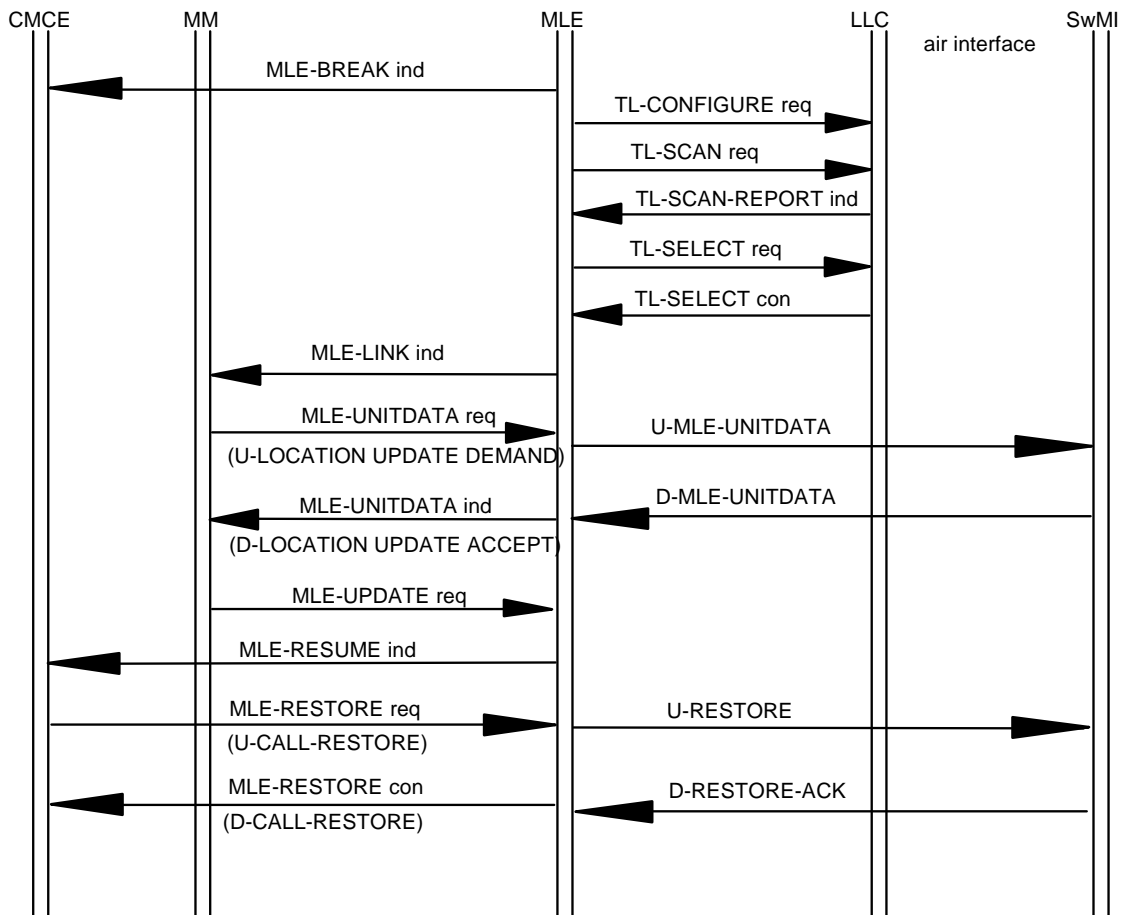 CMCE MM MLE LLC SwMI
air interface
MLE-BREAK ind
TL-CONFIGURE req
TL-SCAN req
TL-SCAN-REPORT ind
TL-SELECT req
TL-SELECT con
MLE-LINK ind
MLE-UNITDATA req
U-MLE-UNITDATA
(U-LOCATION UPDATE DEMAND)
MLE-UNITDATA ind
D-MLE-UNITDATA
(D-LOCATION UPDATE ACCEPT)
MLE-UPDATE req
MLE-RESUME ind
MLE-RESTORE req
U-RESTORE
(U-CALL-RESTORE)
MLE-RESTORE con
D-RESTORE-ACK
(D-CALL-RESTORE)